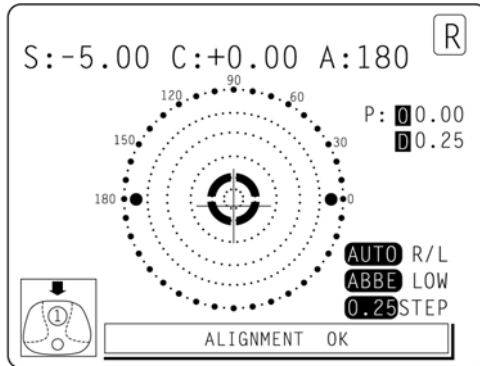 R
S:-5.00 C:+0.00 A:180
90
120 60
150 30
180 0
P: O 0.00
D 0.25
AUTO R/L
ABBE LOW
0.25 STEP
1
ALIGNMENT OK